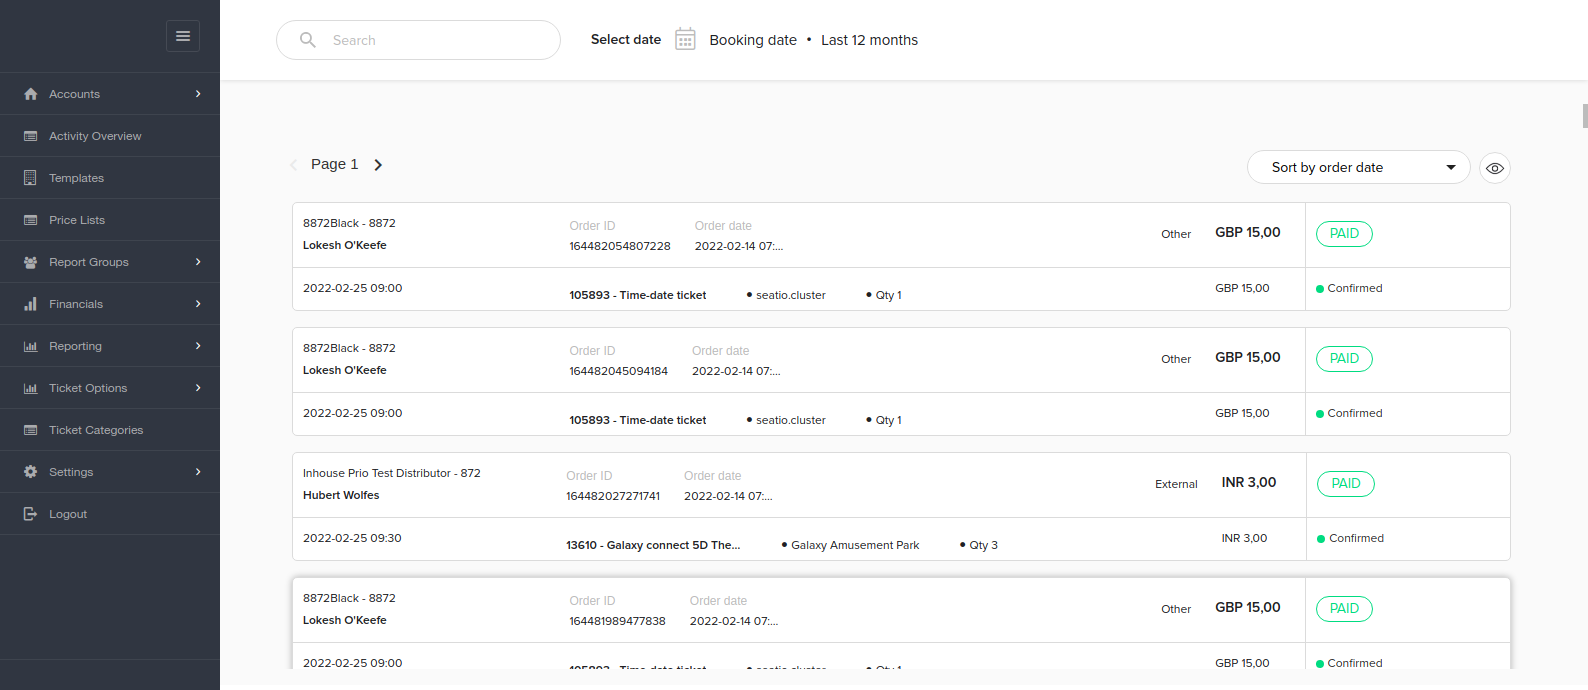 Search
Select date Booking date • Last 12 months
Accounts
Activity Overview
Templates
Price Lists
Report Groups
Financials
Reporting
Ticket Options
Ticket Categories
Settings
Logout
Page 1
Sort by order date
8872Black - 8872
Lokesh O'Keefe
Order ID Order date
164482054807228 2022-02-14 07:...
Other GBP 15,00 PAID
2022-02-25 09:00 105893 - Time-date ticket • seatio.cluster • Qty 1 GBP 15,00 Confirmed
8872Black - 8872
Lokesh O'Keefe
Order ID Order date
164482045094184 2022-02-14 07:...
Other GBP 15,00 PAID
2022-02-25 09:00 105893 - Time-date ticket • seatio.cluster • Qty 1 GBP 15,00 Confirmed
Inhouse Prio Test Distributor - 872
Hubert Wolfes
Order ID Order date
164482027271741 2022-02-14 07:...
External INR 3,00 PAID
2022-02-25 09:30 13610 - Galaxy connect 5D The... • Galaxy Amusement Park • Qty 3 INR 3,00 Confirmed
8872Black - 8872
Lokesh O'Keefe
Order ID Order date
164481989477838 2022-02-14 07:...
Other GBP 15,00 PAID
2022-02-25 09:00 105893 - Time-date ticket • seatio.cluster • Qty 1 GBP 15,00 Confirmed